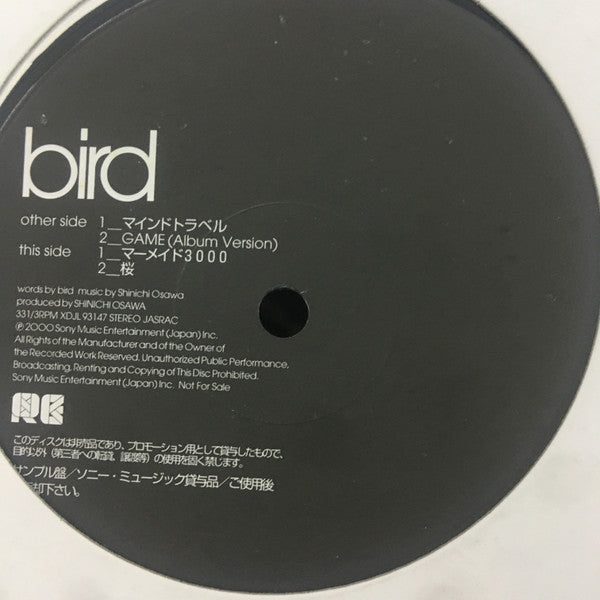 bird
other side 1__マインドトラベル
2__GAME (Album Version)
this side 1__マーメイド3000
2__桜
words by bird music by Shinichi Osawa
produced by SHINICHI OSAWA
331/3RPM XDJL 93147 STEREO JASRAC
℗2000 Sony Music Entertainment (Japan) Inc.
All Rights of the Manufacturer and of the Owner of
the Recorded Work Reserved. Unauthorized Public Performance,
Broadcasting, Renting and Copying of This Disc Prohibited.
Sony Music Entertainment (Japan) Inc. Not For Sale
このディスクは非売品であり、プロモーション用として貸与したもので、
目的以外(第三者への転貸、譲渡等)の使用を固く禁じます。
サンプル盤／ソニー・ミュージック貸与品／ご使用後
却下さい。